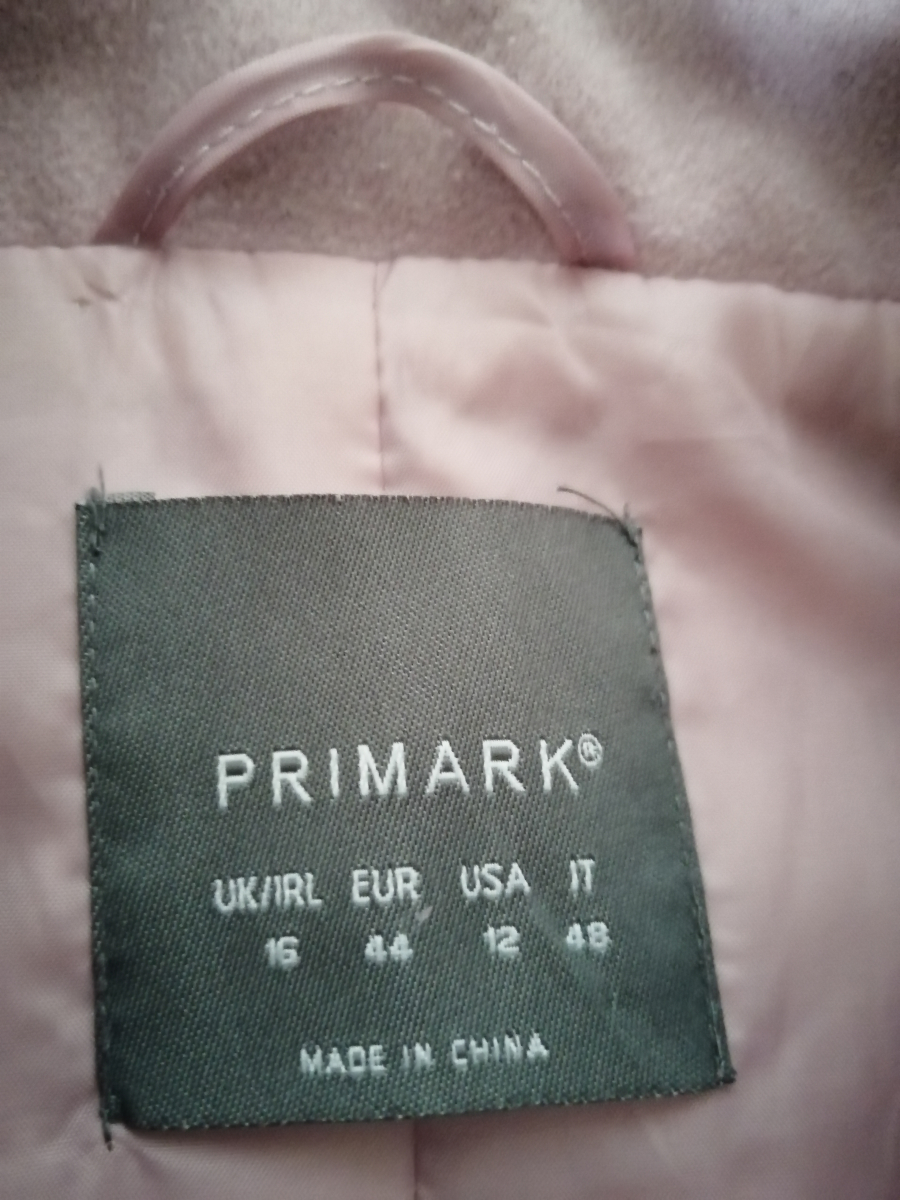 PRIMARK®
UK/IRL EUR USA IT
16 44 12 48
MADE IN CHINA